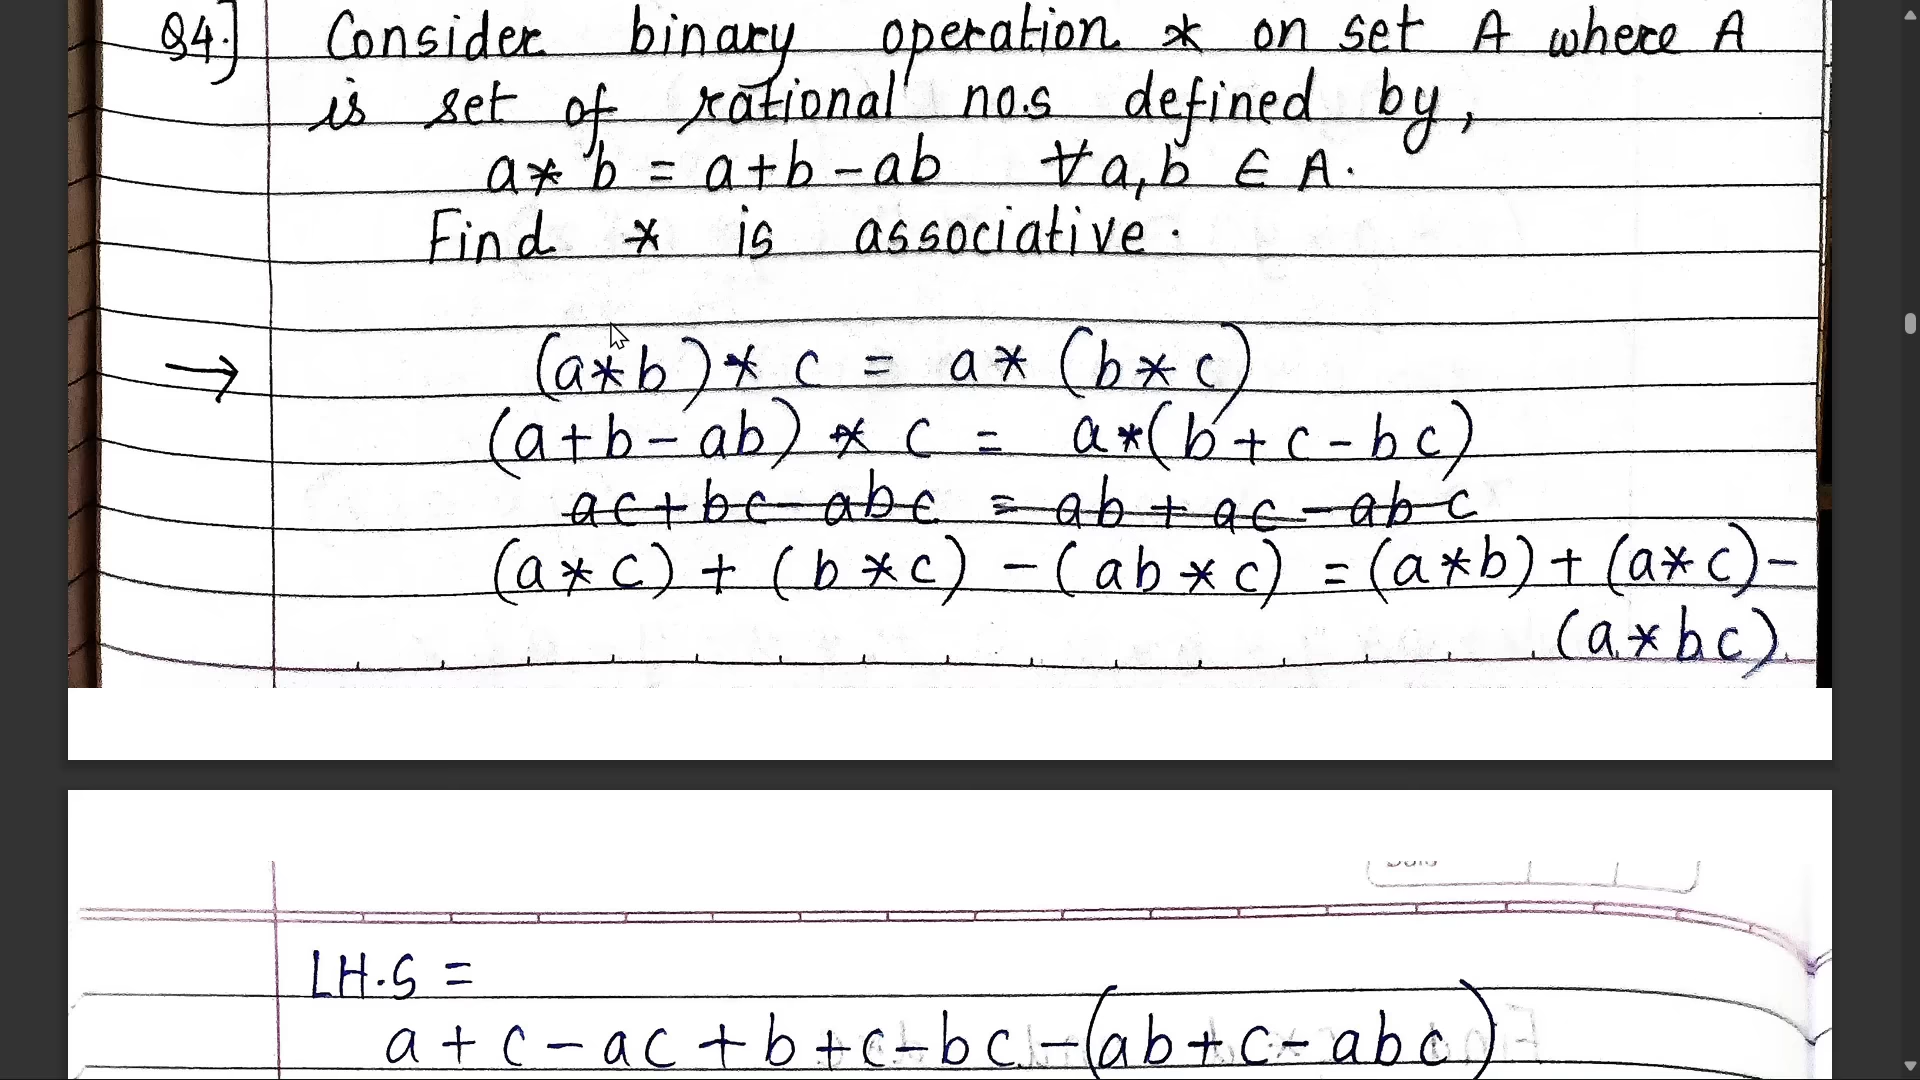 Q4.] Consider binary operation * on set A where A
is set of rational no.s defined by,
a * b = a+b-ab ∀a,b ∈ A.
Find * is associative.
→ (a*b)* c = a* (b* c)
(a+b- ab) * c = a*(b+c-bc)
ac+bc-abc = ab + ac - abc
(a*c) + (b*c) - (ab*c) = (a*b) + (a*c)-
(a*bc).
LH.S =
a + c - ac + b + c - bc - (ab+c- abc)